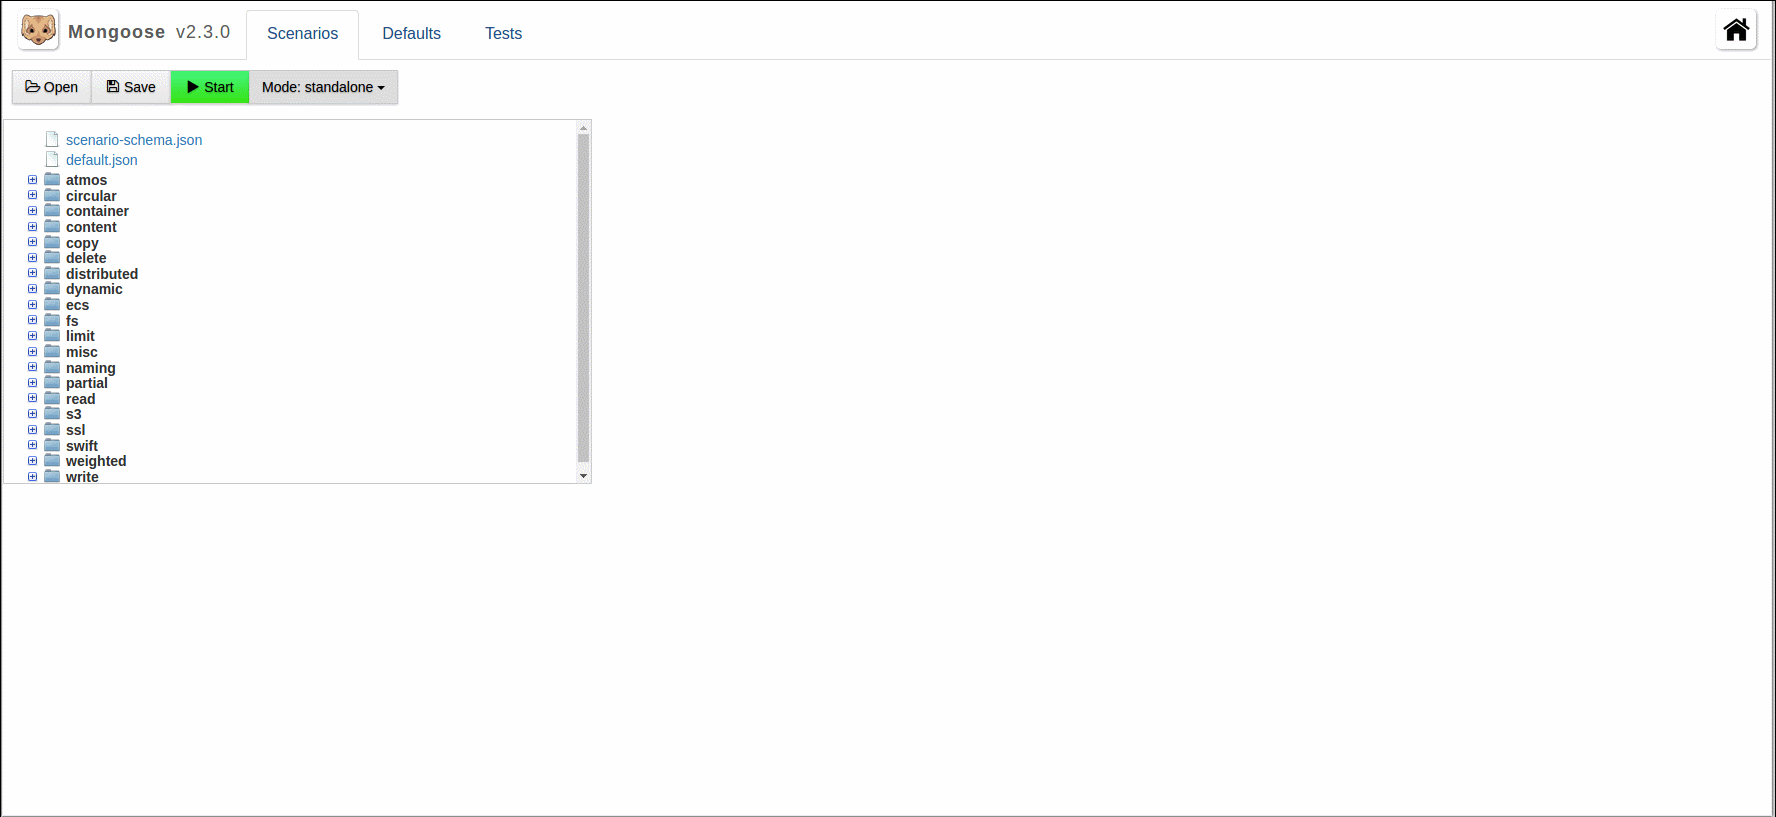 Mongoose v2.3.0 Scenarios Defaults Tests
Open Save Start Mode: standalone
scenario-schema.json
default.json
atmos
circular
container
content
copy
delete
distributed
dynamic
ecs
fs
limit
misc
naming
partial
read
s3
ssl
swift
weighted
write